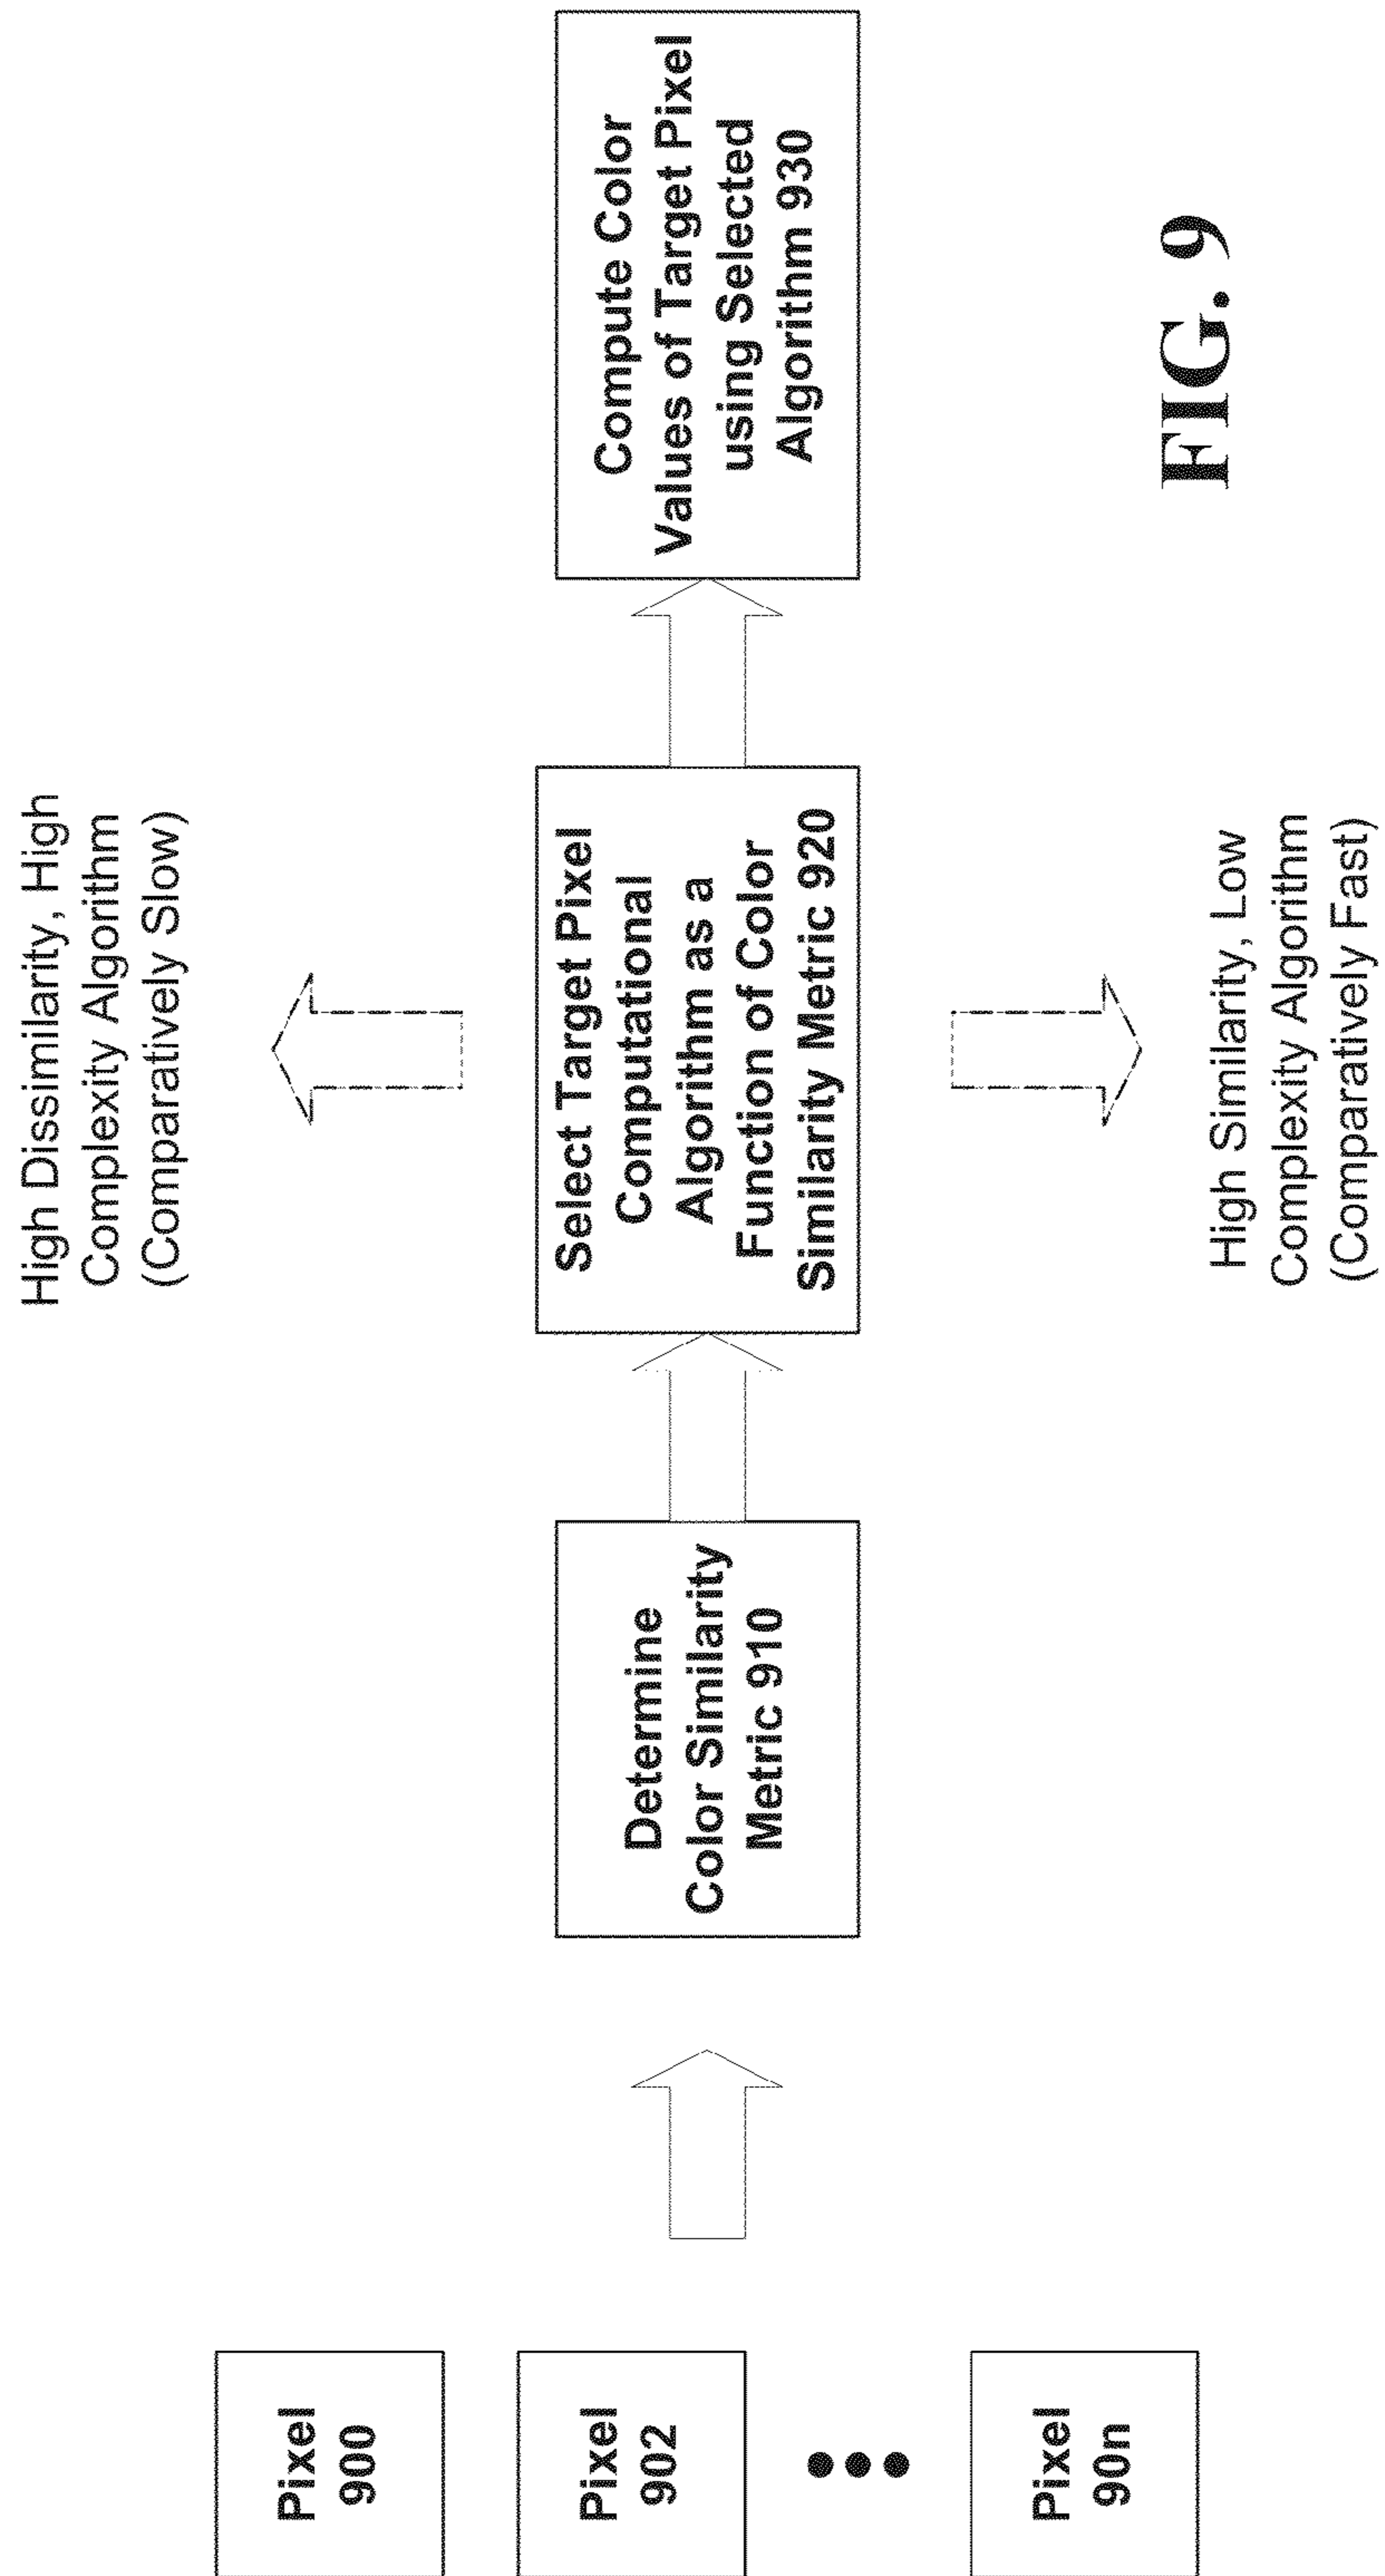 Pixel
900
Pixel
902
Pixel
90n
Determine
Color Similarity
Metric 910
High Dissimilarity, High
Complexity Algorithm
(Comparatively Slow)
Select Target Pixel
Computational
Algorithm as a
Function of Color
Similarity Metric 920
High Similarity, Low
Complexity Algorithm
(Comparatively Fast)
Compute Color
Values of Target Pixel
using Selected
Algorithm 930
FIG. 9